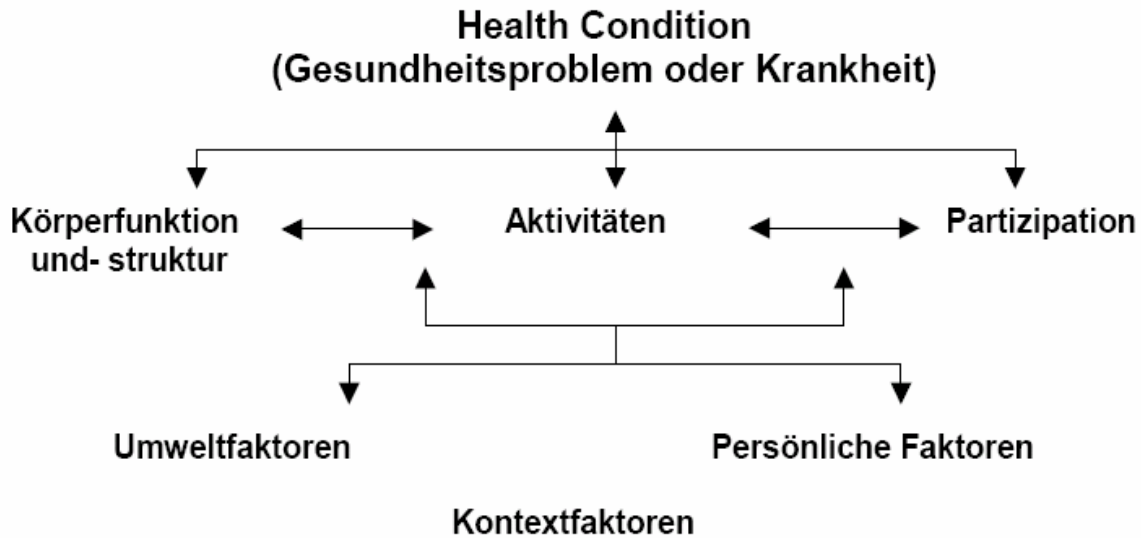 Health Condition
(Gesundheitsproblem oder Krankheit)
Körperfunktion
und- struktur
Aktivitäten
Partizipation
Umweltfaktoren
Persönliche Faktoren
Kontextfaktoren